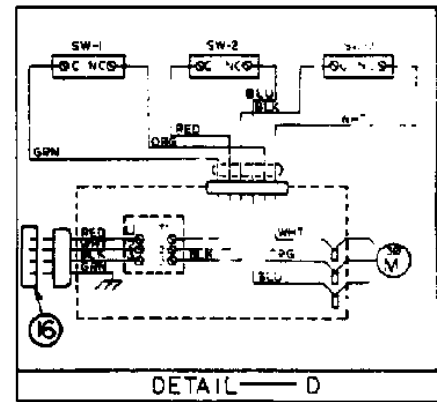 SW-1 SW-2
C NC C NC C NC
BLU
BLK
WHT
RED
ORG
GRN
RED WHT
BLK BLK
GRN BLU
M
16
DETAIL — D